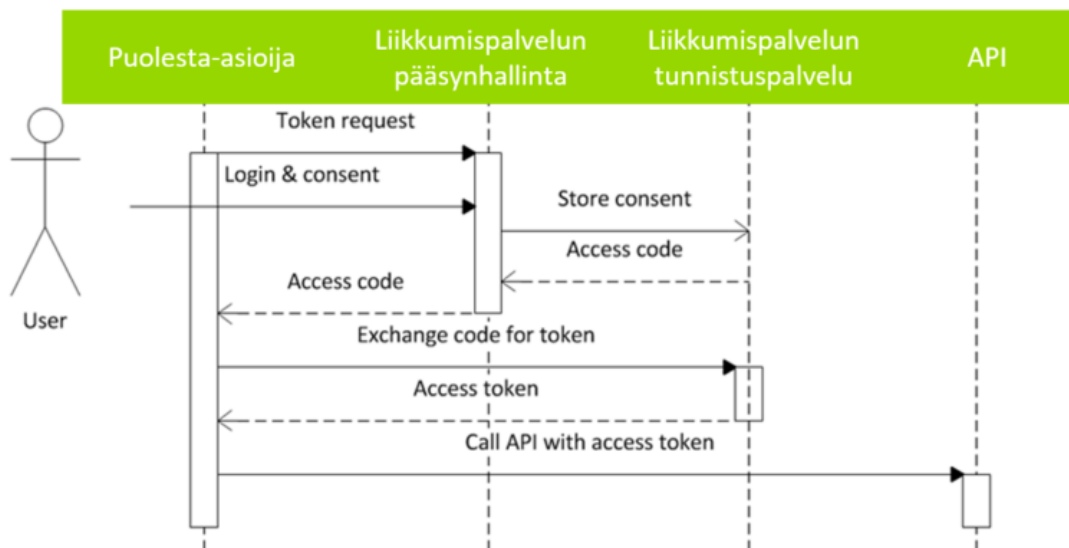 Puolesta-asioija
Liikkumispalvelun
pääsynhallinta
Liikkumispalvelun
tunnistuspalvelu
API
Token request
Login & consent
Store consent
Access code
Access code
User
Exchange code for token
Access token
Call API with access token